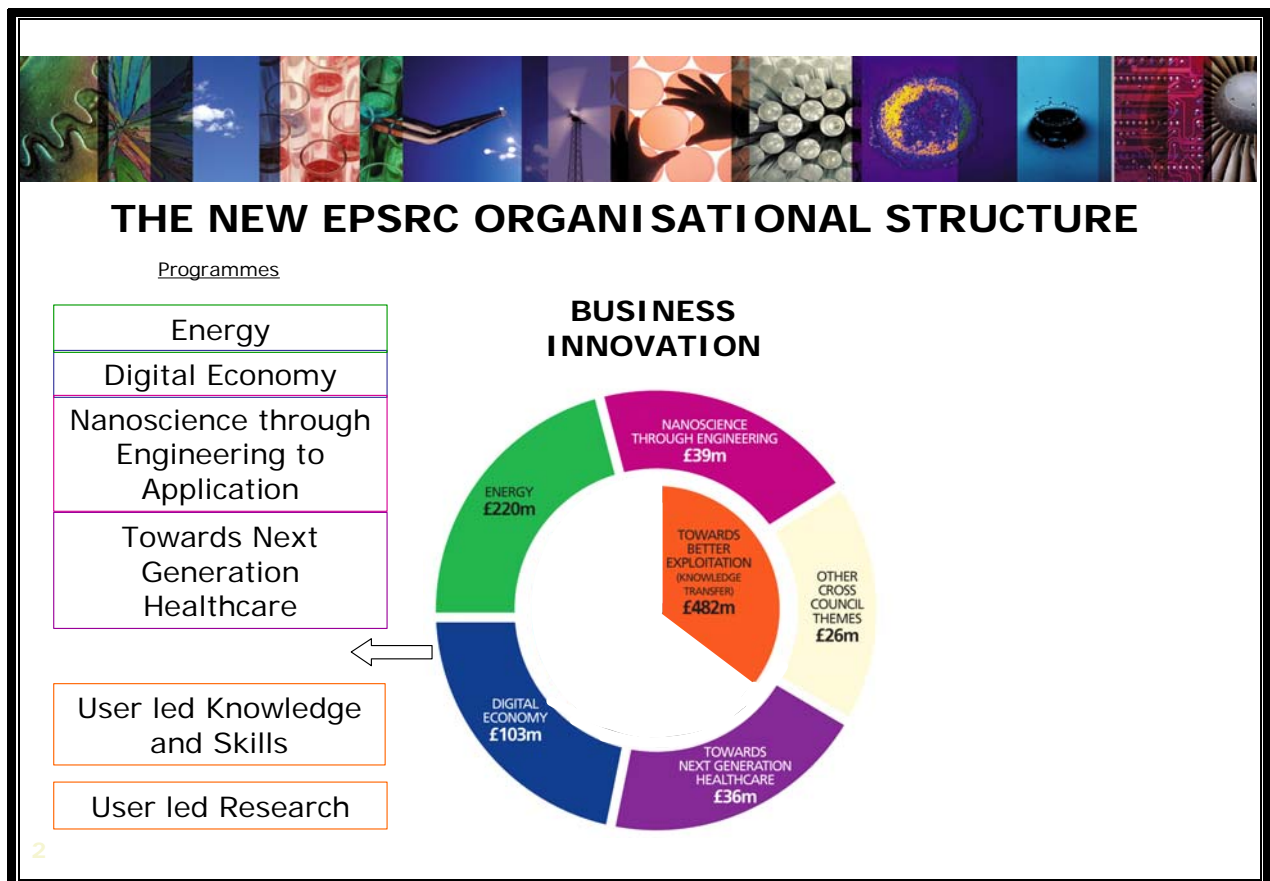 THE NEW EPSRC ORGANISATIONAL STRUCTURE
Programmes
Energy
Digital Economy
Nanoscience through
Engineering to
Application
Towards Next
Generation
Healthcare
User led Knowledge
and Skills
User led Research
BUSINESS
INNOVATION
NANOSCIENCE
THROUGH ENGINEERING
£39m
ENERGY
£220m
TOWARDS
BETTER
EXPLOITATION
(KNOWLEDGE
TRANSFER)
£482m
OTHER
CROSS
COUNCIL
THEMES
£26m
DIGITAL
ECONOMY
£103m
TOWARDS
NEXT GENERATION
HEALTHCARE
£36m
2